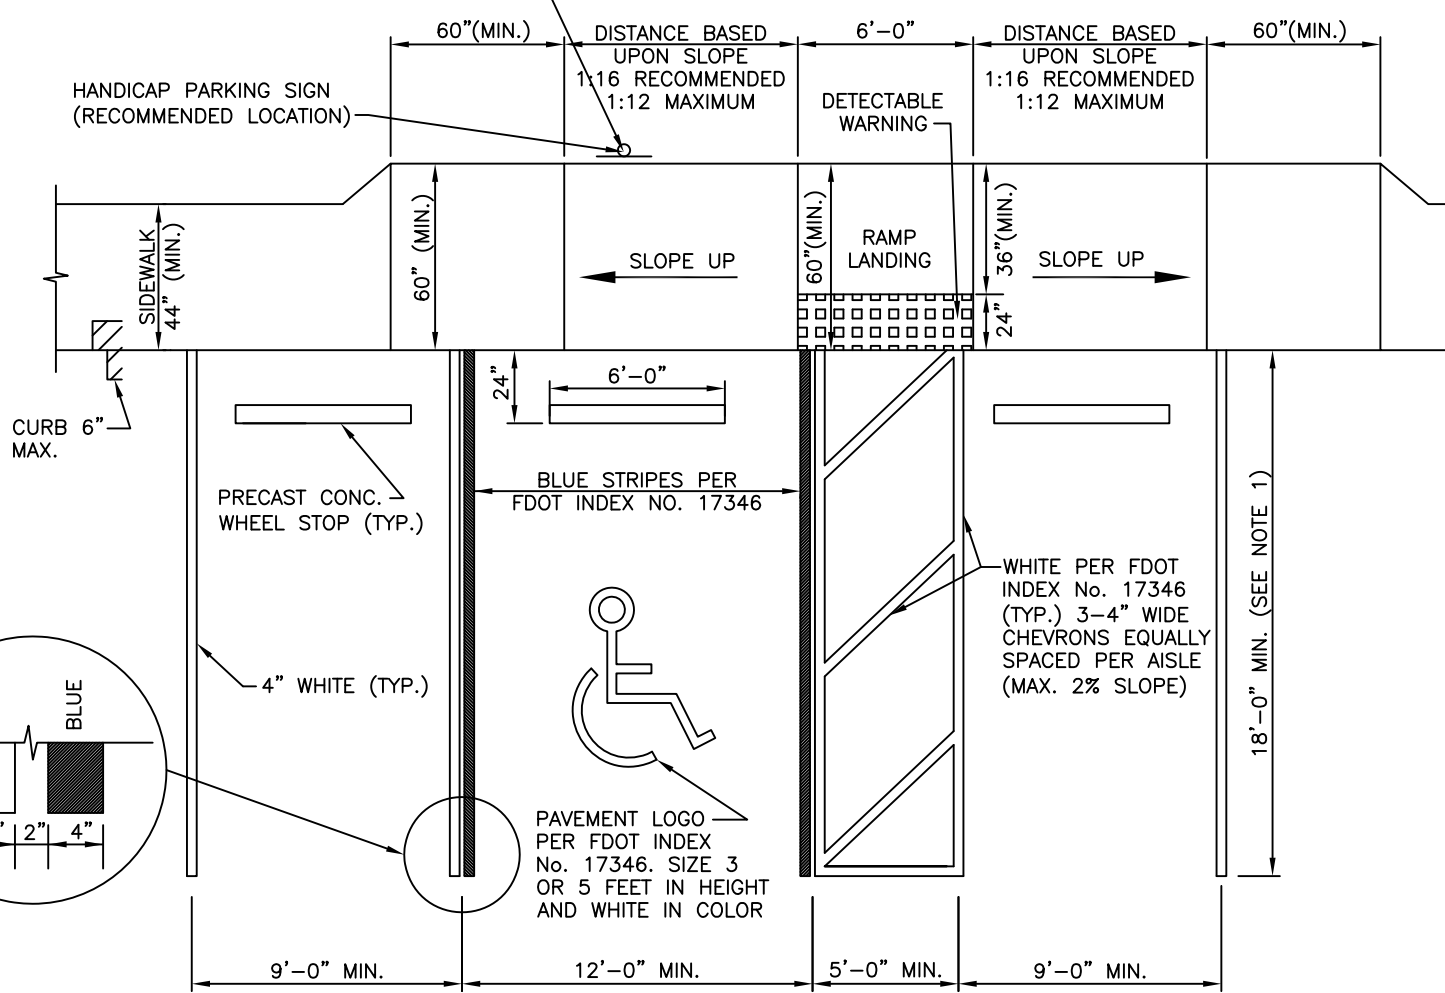 60"(MIN.)
DISTANCE BASED
UPON SLOPE
1:16 RECOMMENDED
1:12 MAXIMUM
6'-0"
DISTANCE BASED
UPON SLOPE
1:16 RECOMMENDED
1:12 MAXIMUM
60"(MIN.)
HANDICAP PARKING SIGN
(RECOMMENDED LOCATION)
DETECTABLE
WARNING
SIDEWALK
44" (MIN.)
60" (MIN.)
SLOPE UP
60"(MIN.)
RAMP
LANDING
36"(MIN.)
24"
SLOPE UP
CURB 6"
MAX.
24"
6'-0"
PRECAST CONC.
WHEEL STOP (TYP.)
BLUE STRIPES PER
FDOT INDEX NO. 17346
WHITE PER FDOT
INDEX No. 17346
(TYP.) 3-4" WIDE
CHEVRONS EQUALLY
SPACED PER AISLE
(MAX. 2% SLOPE)
18'-0" MIN. (SEE NOTE 1)
4" WHITE (TYP.)
BLUE
2"
4"
PAVEMENT LOGO
PER FDOT INDEX
No. 17346. SIZE 3
OR 5 FEET IN HEIGHT
AND WHITE IN COLOR
9'-0" MIN.
12'-0" MIN.
5'-0" MIN.
9'-0" MIN.